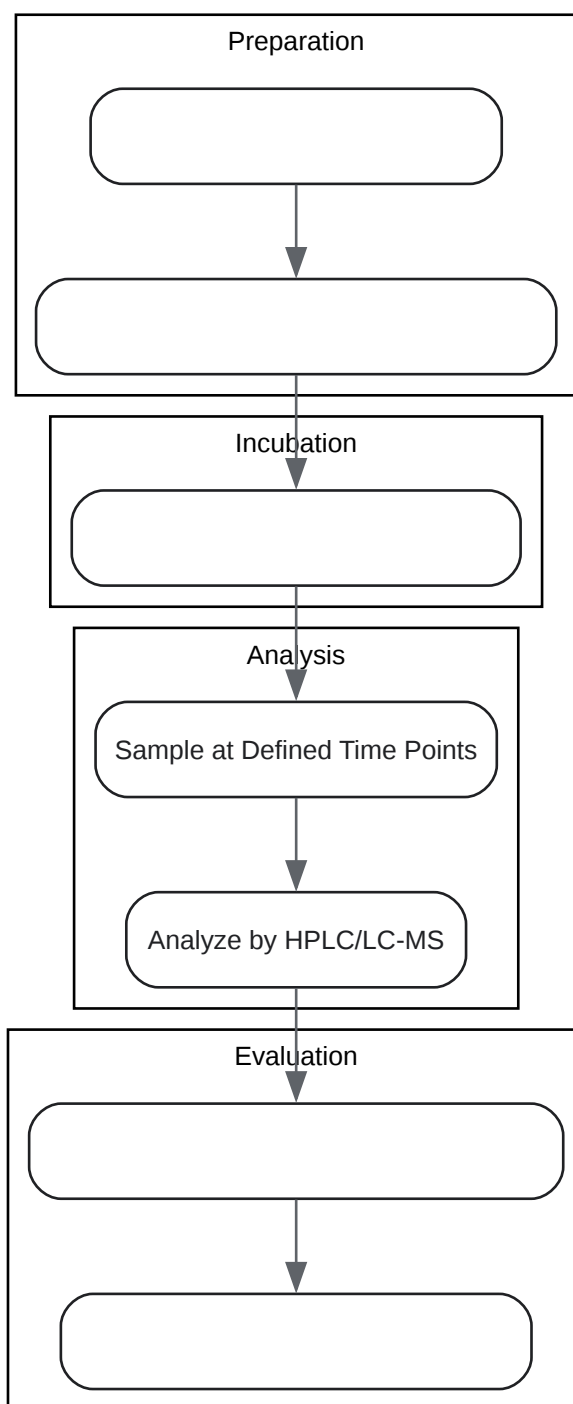 Preparation
Incubation
Analysis
Sample at Defined Time Points
Analyze by HPLC/LC-MS
Evaluation